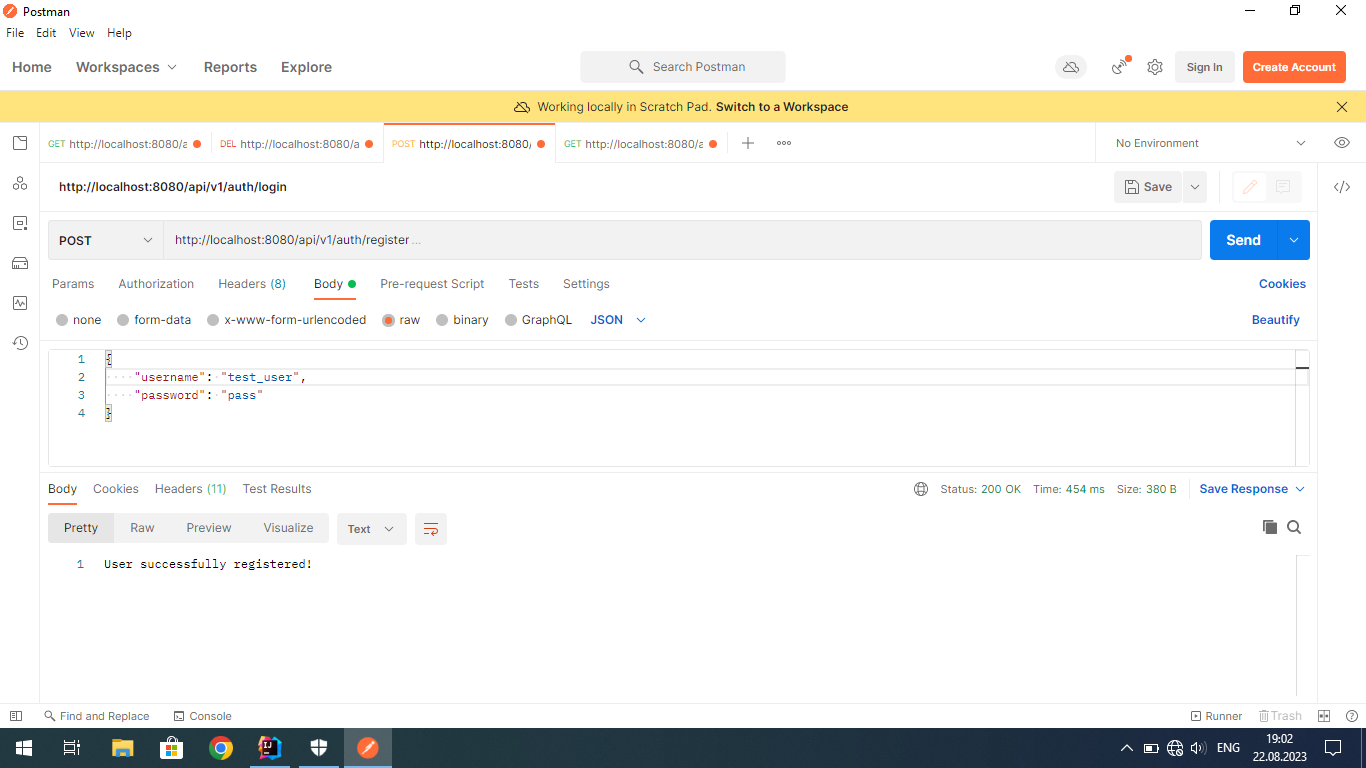 Postman
File Edit View Help
Home Workspaces Reports Explore Search Postman Sign In Create Account
Working locally in Scratch Pad. Switch to a Workspace
GET http://localhost:8080/a DEL http://localhost:8080/a POST http://localhost:8080/ GET http://localhost:8080/a No Environment
http://localhost:8080/api/v1/auth/login Save
POST http://localhost:8080/api/v1/auth/register ... Send
Params Authorization Headers (8) Body Pre-request Script Tests Settings Cookies
none form-data x-www-form-urlencoded raw binary GraphQL JSON Beautify
1 {
2 "username": "test_user",
3 "password": "pass"
4 }
Body Cookies Headers (11) Test Results Status: 200 OK Time: 454 ms Size: 380 B Save Response
Pretty Raw Preview Visualize Text
1 User successfully registered!
Find and Replace Console Runner Trash
ENG 19:02
22.08.2023